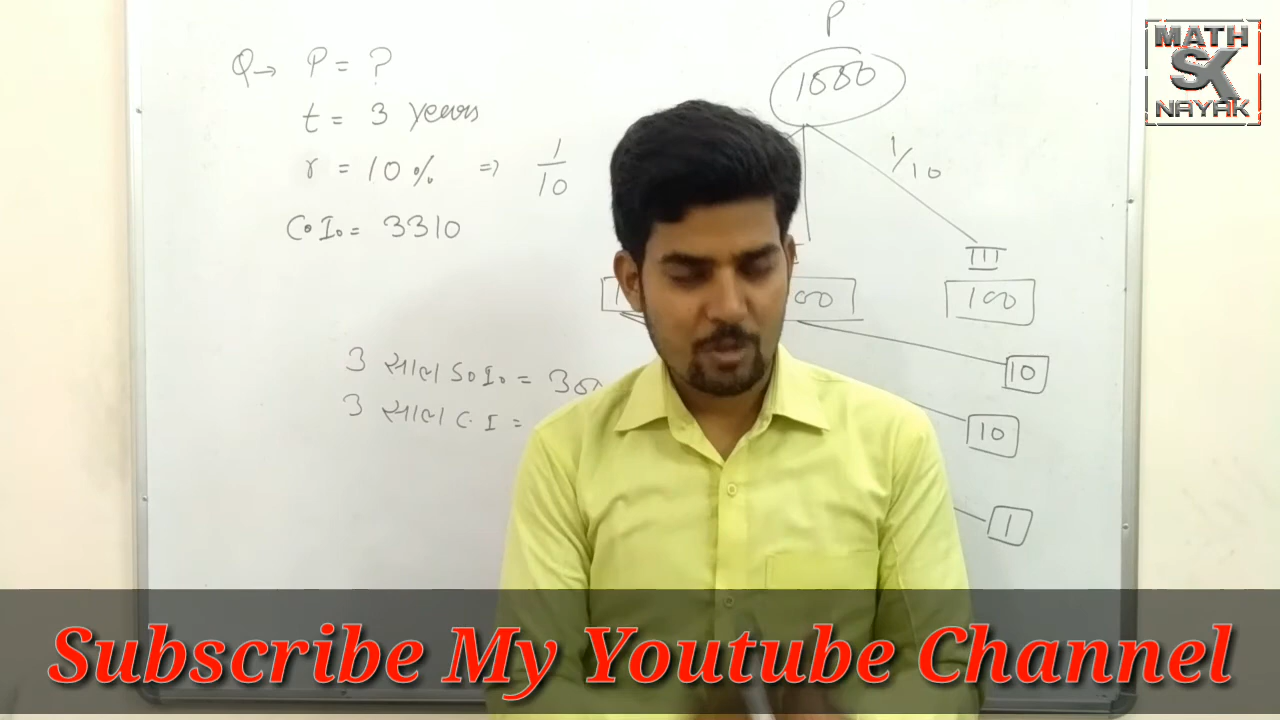 P
Q→ P = ?
1000
t = 3 years
r = 10% ⇒ 1/10
1/10
C.I. = 3310
III
100
3 साल S.I. = 300
10
3 साल C.I =
10
1
MATH
SK
NAYAK
Subscribe My Youtube Channel